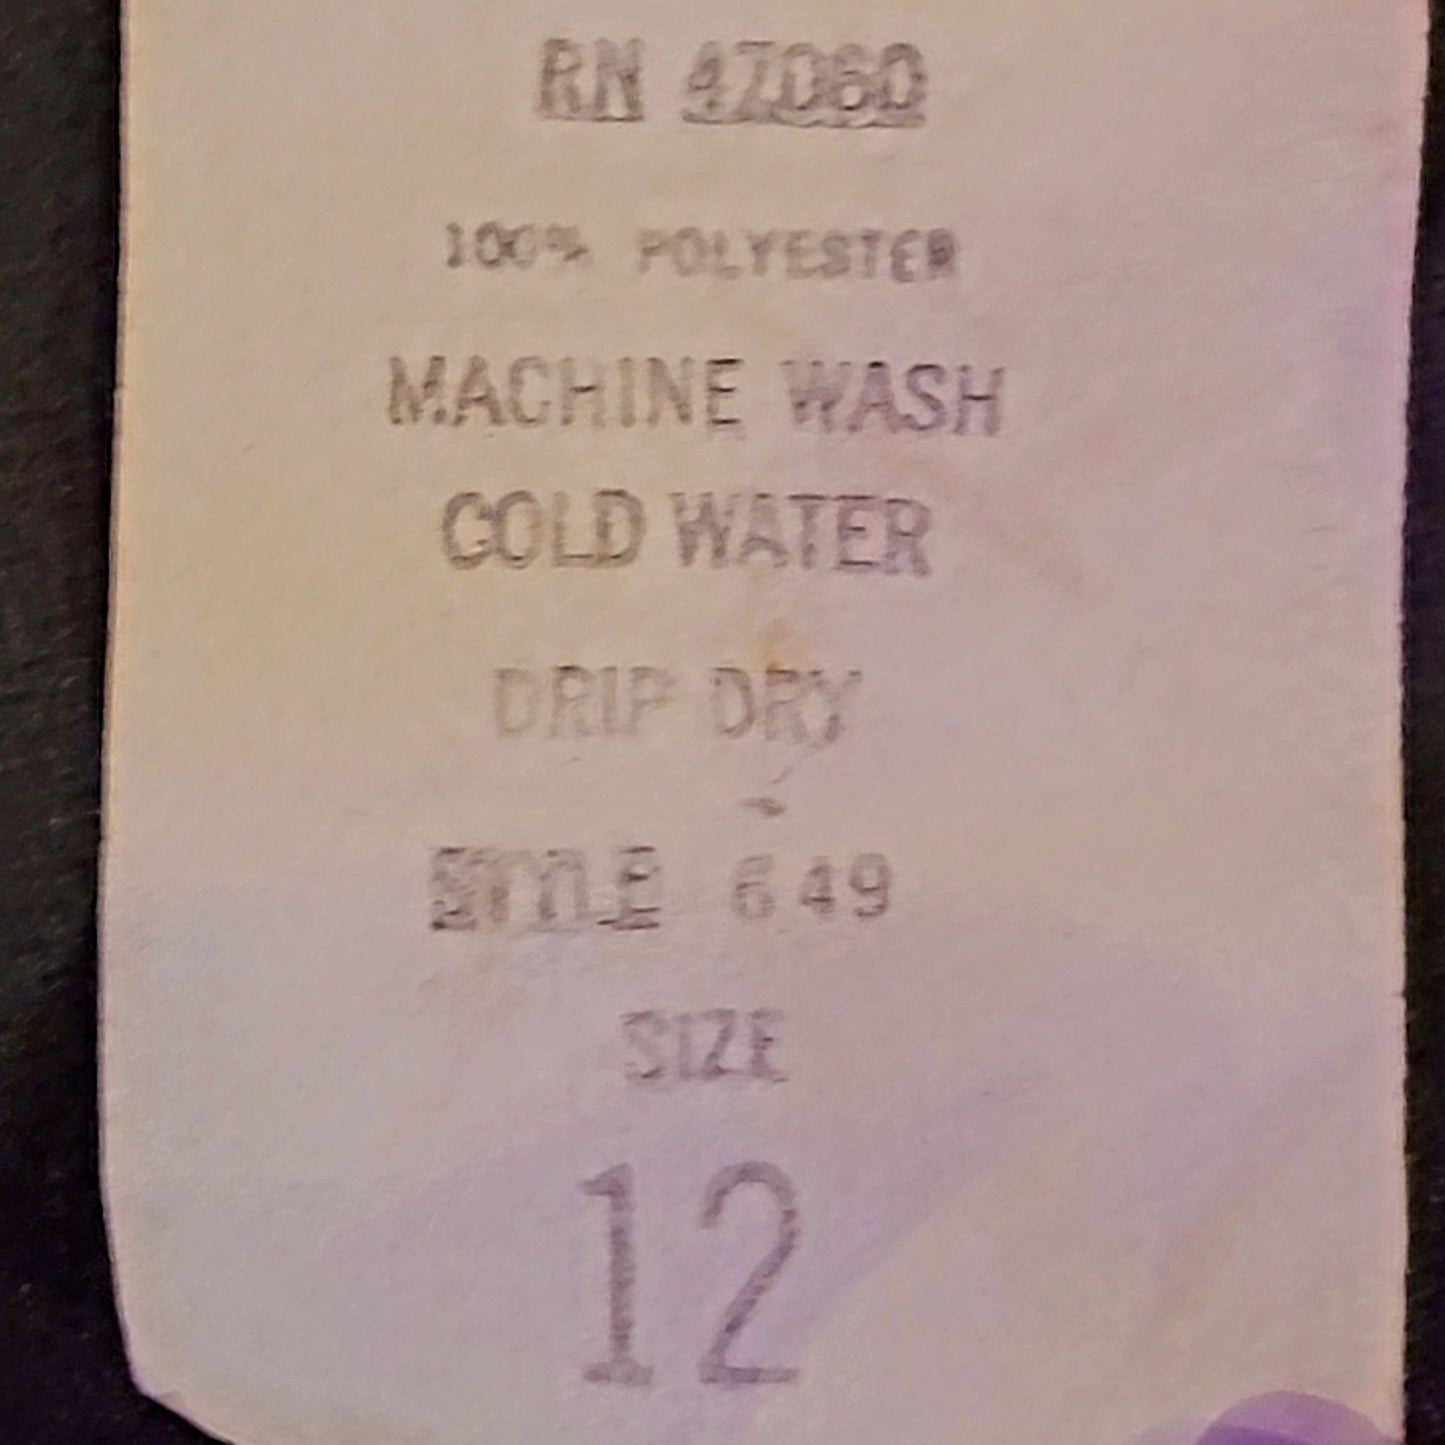 RN 47060
100% POLYESTER
MACHINE WASH
COLD WATER
DRIP DRY
STYLE 649
SIZE
12